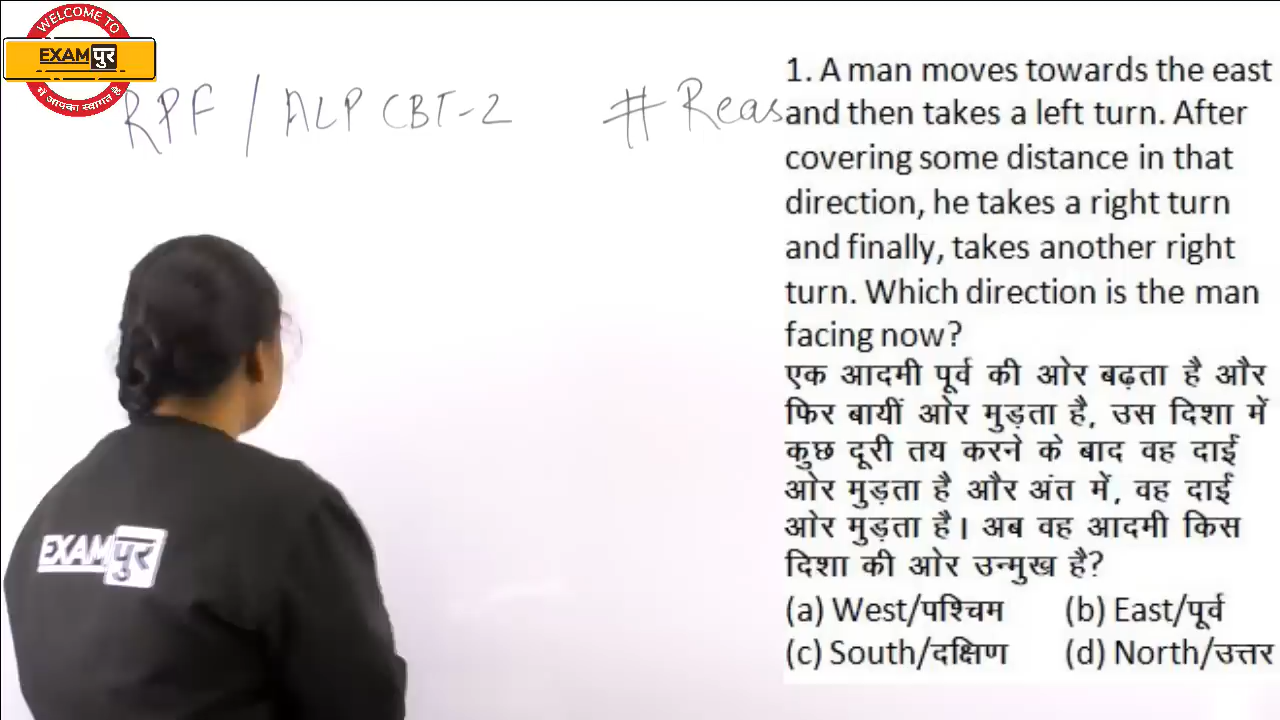 WELCOME TO
EXAMपुर
में आपका स्वागत है
RPF / ALP CBT-2 # Reas
1. A man moves towards the east
and then takes a left turn. After
covering some distance in that
direction, he takes a right turn
and finally, takes another right
turn. Which direction is the man
facing now?
एक आदमी पूर्व की ओर बढ़ता है और
फिर बायीं ओर मुड़ता है, उस दिशा में
कुछ दूरी तय करने के बाद वह दाईं
ओर मुड़ता है और अंत में, वह दाईं
ओर मुड़ता है। अब वह आदमी किस
दिशा की ओर उन्मुख है?
(a) West/पश्चिम (b) East/पूर्व
(c) South/दक्षिण (d) North/उत्तर
EXAMपुर